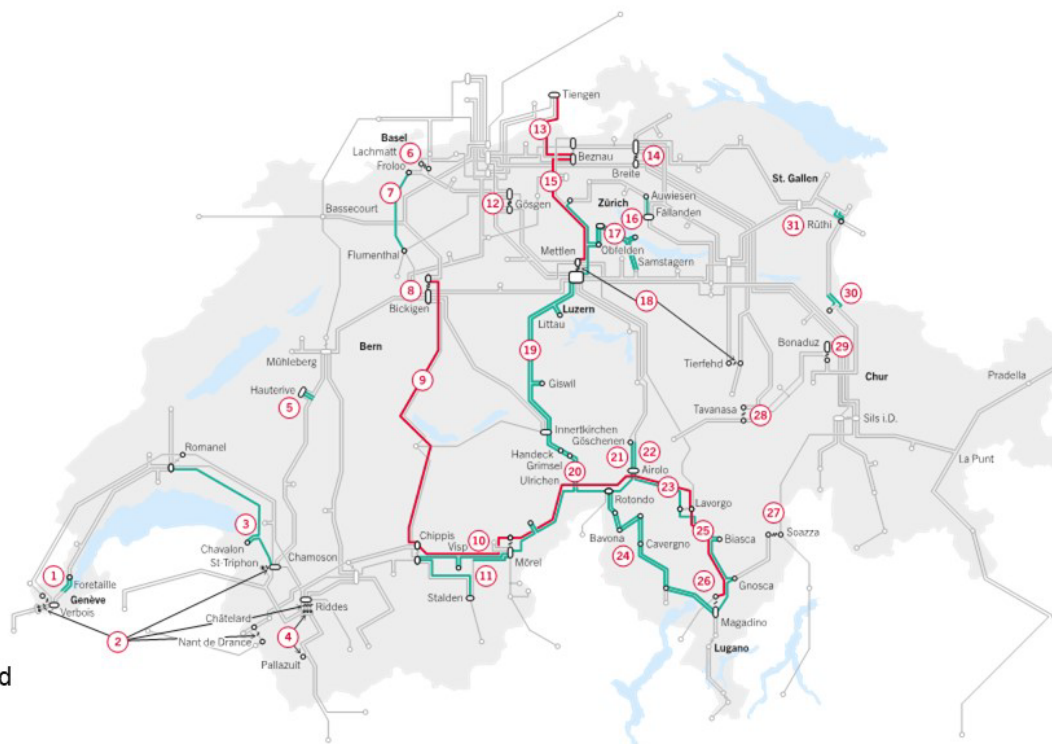 Tiengen
13
Basel
6
Lachmatt
Froloo
Beznau
14
Breite
7
15
St. Gallen
12
Gösgen
Zürich
Auwiesen
16
Fällanden
Bassecourt
17
31
Rüthi
Obfelden
Flumenthal
Mettlen
Samstagern
8
18
30
Bickigen
Luzern
Littau
Bonaduz
29
Bern
19
Mühleberg
Tierfehd
Chur
Pradella
9
Giswil
Hauterive
5
Tavanasa
28
Sils i.D.
Innertkirchen
Göschenen
Romanel
Handeck
Grimsel
21
22
La Punt
20
Airolo
Ulrichen
23
Rotondo
Lavorgo
3
27
Chavalon
Chippis
10
25
Soazza
St-Triphon
Chamoson
Visp
Bavona
Biasca
Mörel
24
Cavergno
1
Foretaille
11
26
Gnosca
Genève
Stalden
Verbois
Riddes
Châtelard
Magadino
2
Nant de Drance
4
Lugano
Pallazuit
d